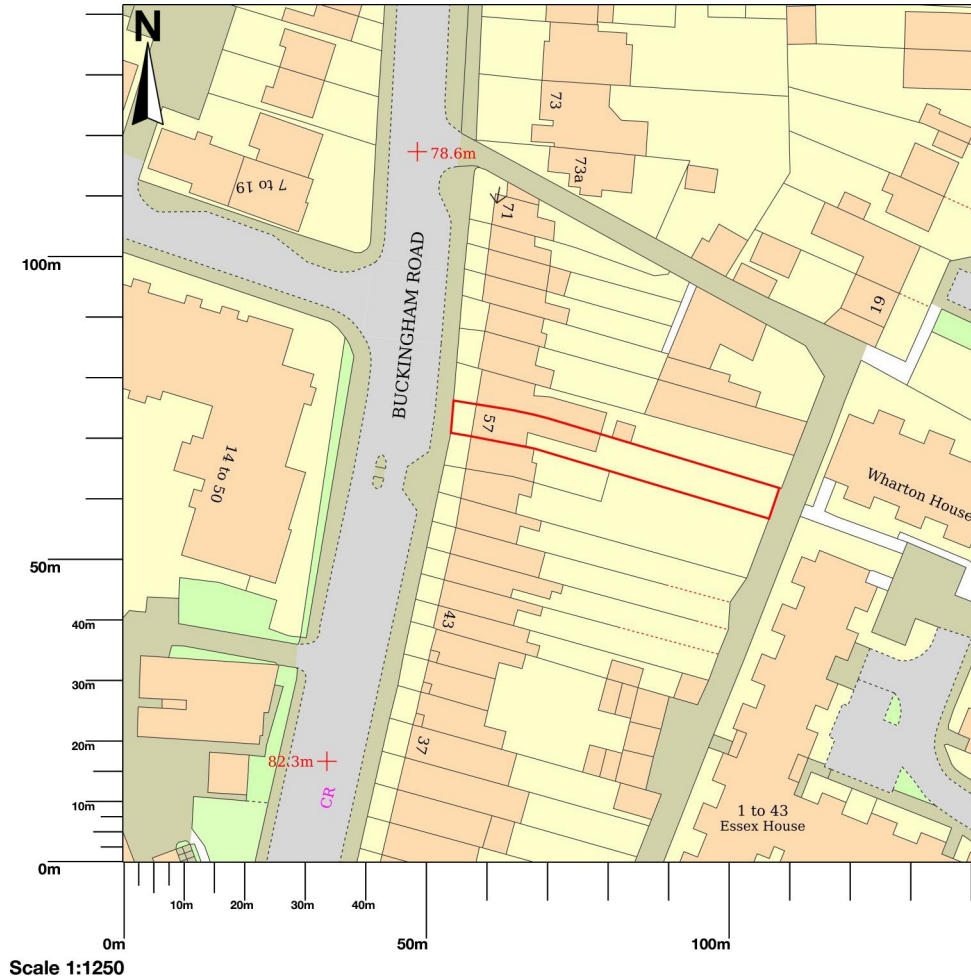 N
78.6m
73
73a
71
7 to 19
100m
BUCKINGHAM ROAD
19
57
14 to 50
Wharton House
50m
43
40m
30m
37
20m
82.3m
CR
10m
1 to 43
Essex House
0m
10m
20m
30m
40m
0m
50m
100m
Scale 1:1250